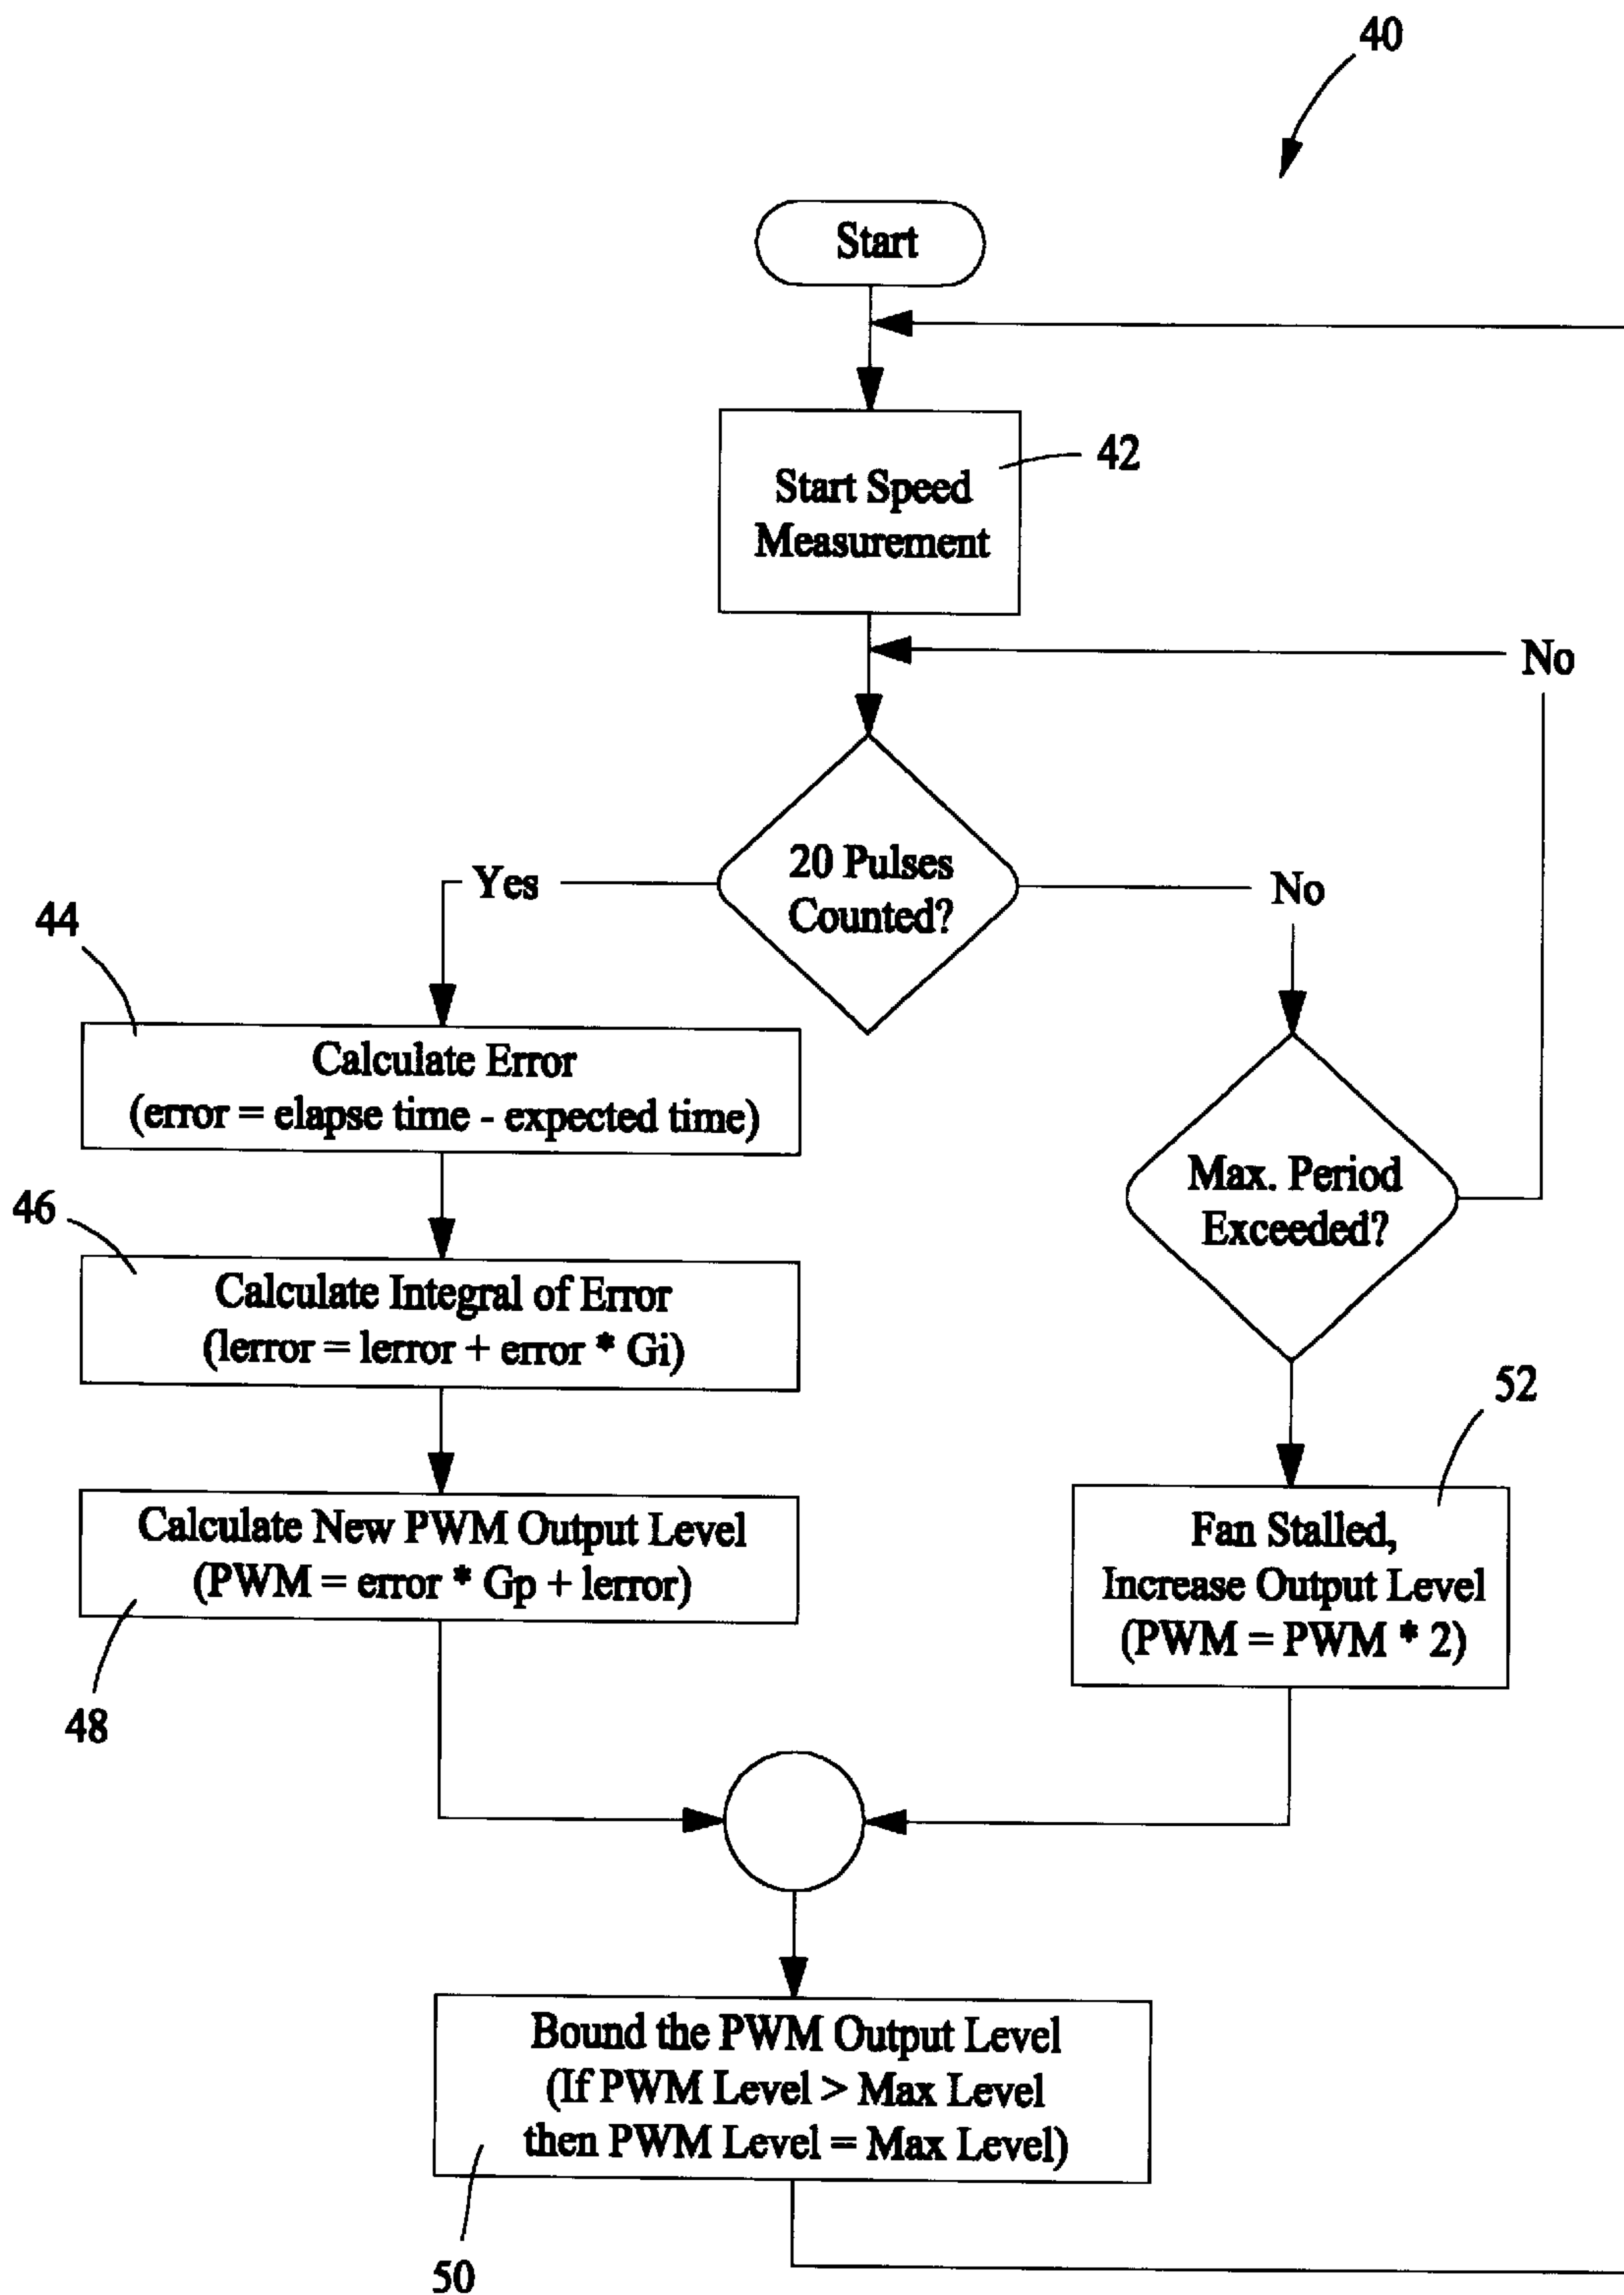 40
Start
42
Start Speed
Measurement
No
20 Pulses
Counted?
Yes
No
44
Calculate Error
(error = elapse time - expected time)
Max. Period
Exceeded?
46
Calculate Integral of Error
(lerror = lerror + error * Gi)
52
Calculate New PWM Output Level
(PWM = error * Gp + lerror)
48
Fan Stalled,
Increase Output Level
(PWM = PWM * 2)
Bound the PWM Output Level
(If PWM Level > Max Level
then PWM Level = Max Level)
50